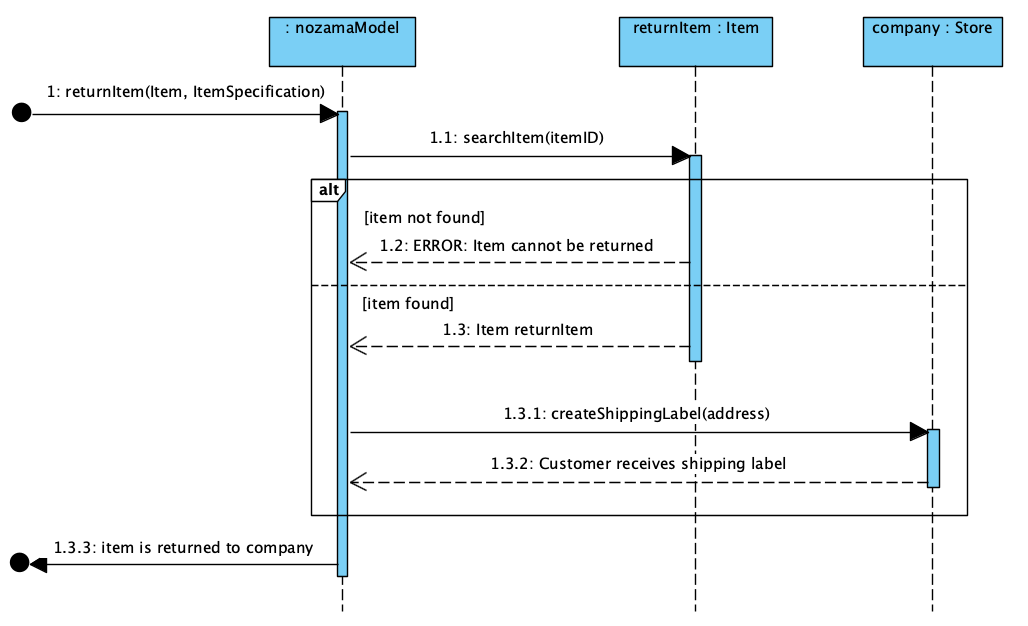 : nozamaModel
returnItem : Item
company : Store
1: returnItem(Item, ItemSpecification)
1.1: searchItem(itemID)
alt
[item not found]
1.2: ERROR: Item cannot be returned
[item found]
1.3: Item returnItem
1.3.1: createShippingLabel(address)
1.3.2: Customer receives shipping label
1.3.3: item is returned to company